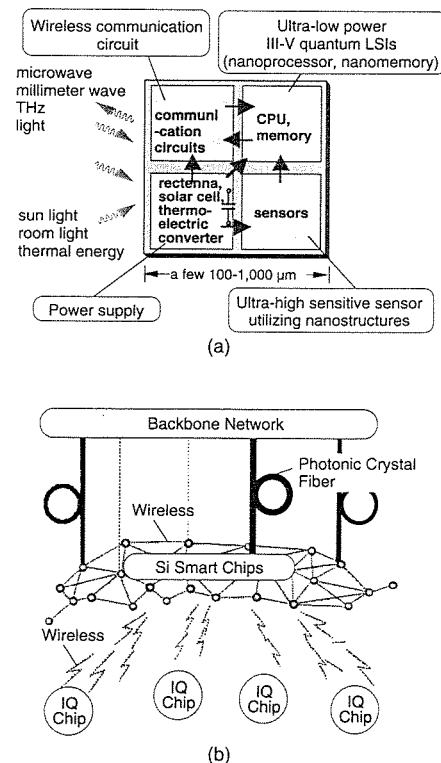 Wireless communication
circuit
Ultra-low power
III-V quantum LSIs
(nanoprocessor, nanomemory)
microwave
millimeter wave
THz
light
communi
-cation
circuits
CPU,
memory
rectenna,
solar cell,
thermo-
electric
converter
sensors
sun light
room light
thermal energy
a few 100-1,000 μm
Power supply
Ultra-high sensitive sensor
utilizing nanostructures
(a)
Backbone Network
Photonic Crystal
Fiber
Wireless
Si Smart Chips
Wireless
IQ
Chip
IQ
Chip
IQ
Chip
IQ
Chip
(b)